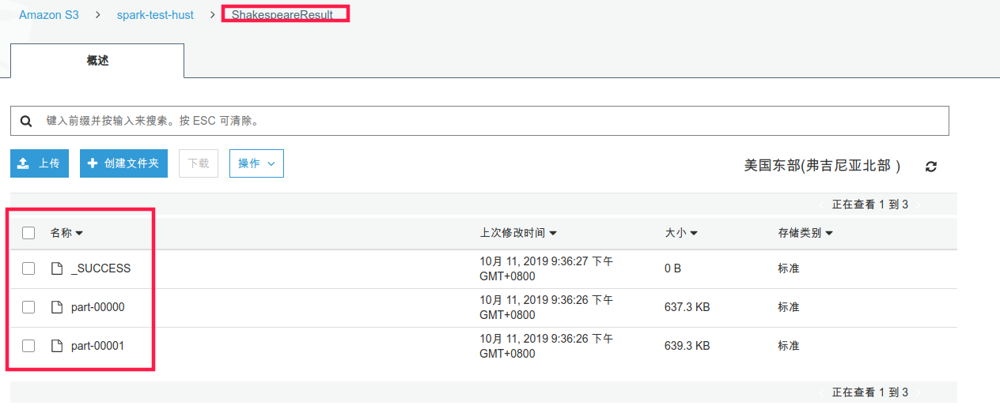 Amazon S3 > spark-test-hust > ShakespeareResult
概述
键入前缀并按输入来搜索。按 ESC 可清除。
上传 创建文件夹 下载 操作 美国东部(弗吉尼亚北部 )
正在查看 1 到 3
名称 上次修改时间 大小 存储类别
_SUCCESS 10月 11, 2019 9:36:27 下午 GMT+0800 0 B 标准
part-00000 10月 11, 2019 9:36:26 下午 GMT+0800 637.3 KB 标准
part-00001 10月 11, 2019 9:36:26 下午 GMT+0800 639.3 KB 标准
正在查看 1 到 3